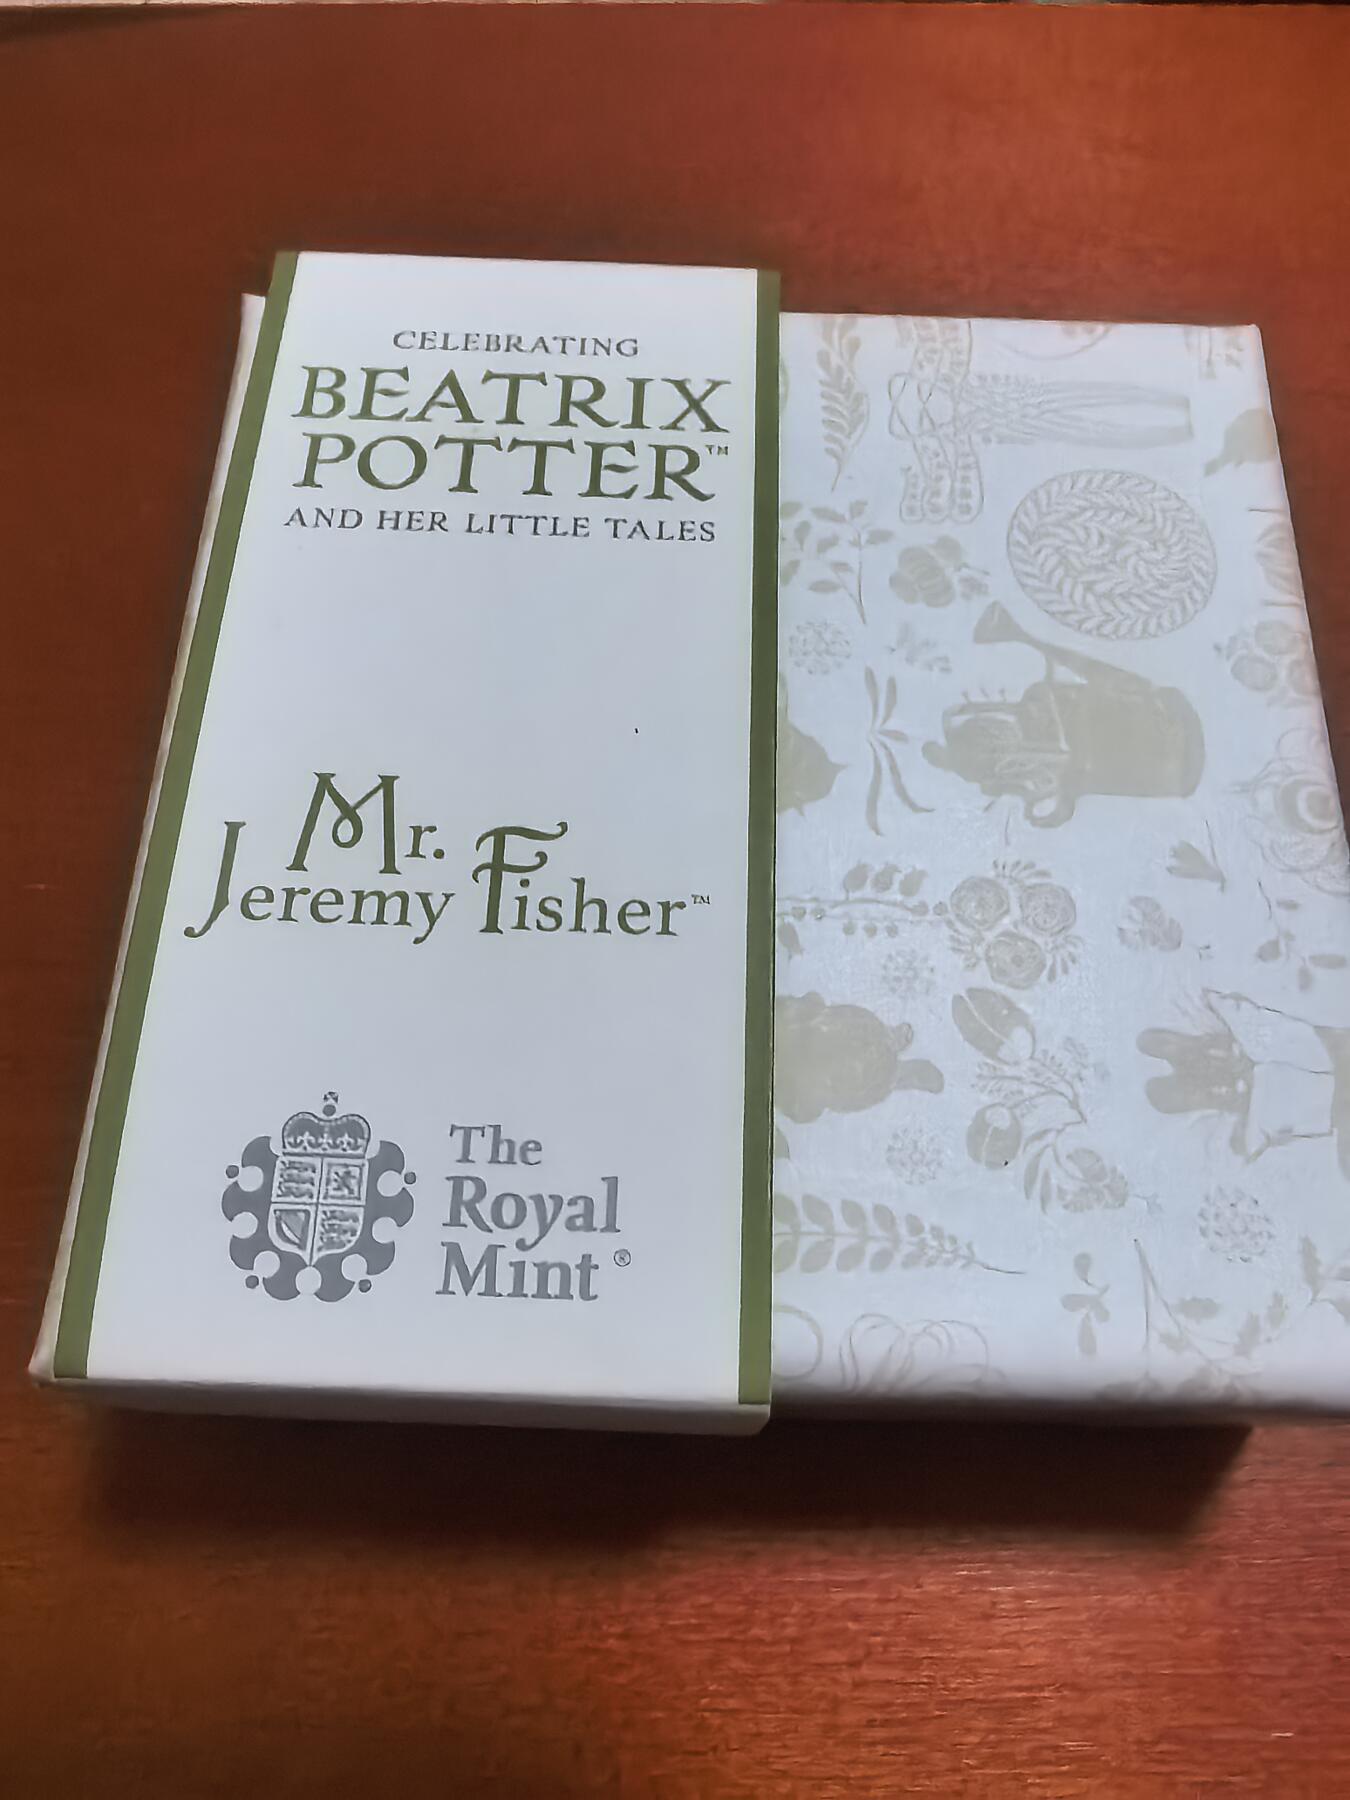 CELEBRATING
BEATRIX
POTTER™
AND HER LITTLE TALES
Mr.
Jeremy Fisher™
The
Royal
Mint®